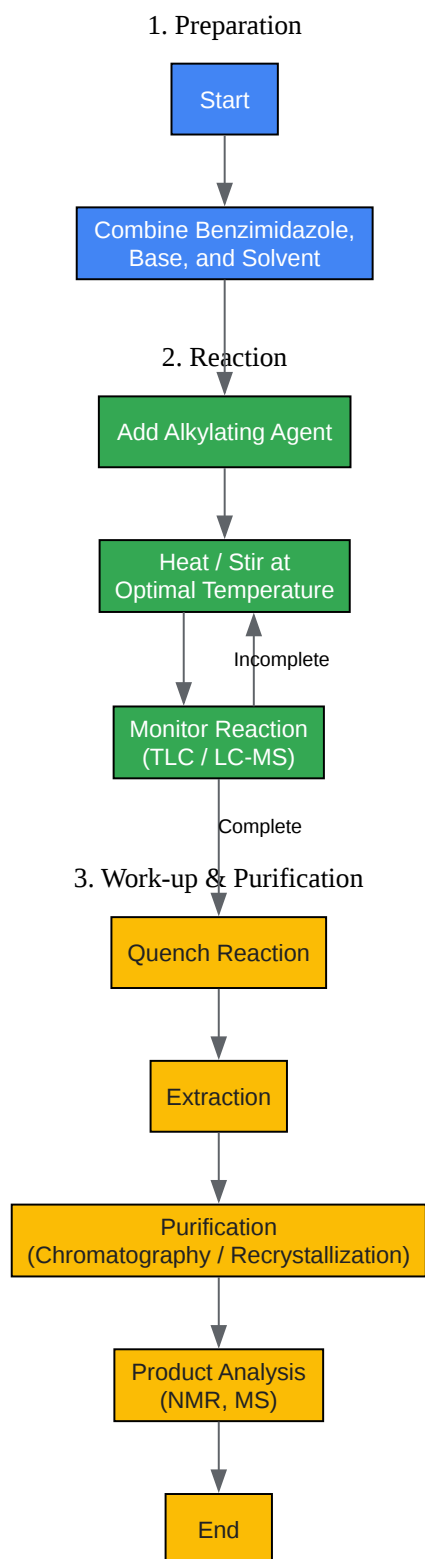 1. Preparation
Start
Combine Benzimidazole,
Base, and Solvent
2. Reaction
Add Alkylating Agent
Heat / Stir at
Optimal Temperature
Incomplete
Monitor Reaction
(TLC / LC-MS)
Complete
3. Work-up & Purification
Quench Reaction
Extraction
Purification
(Chromatography / Recrystallization)
Product Analysis
(NMR, MS)
End